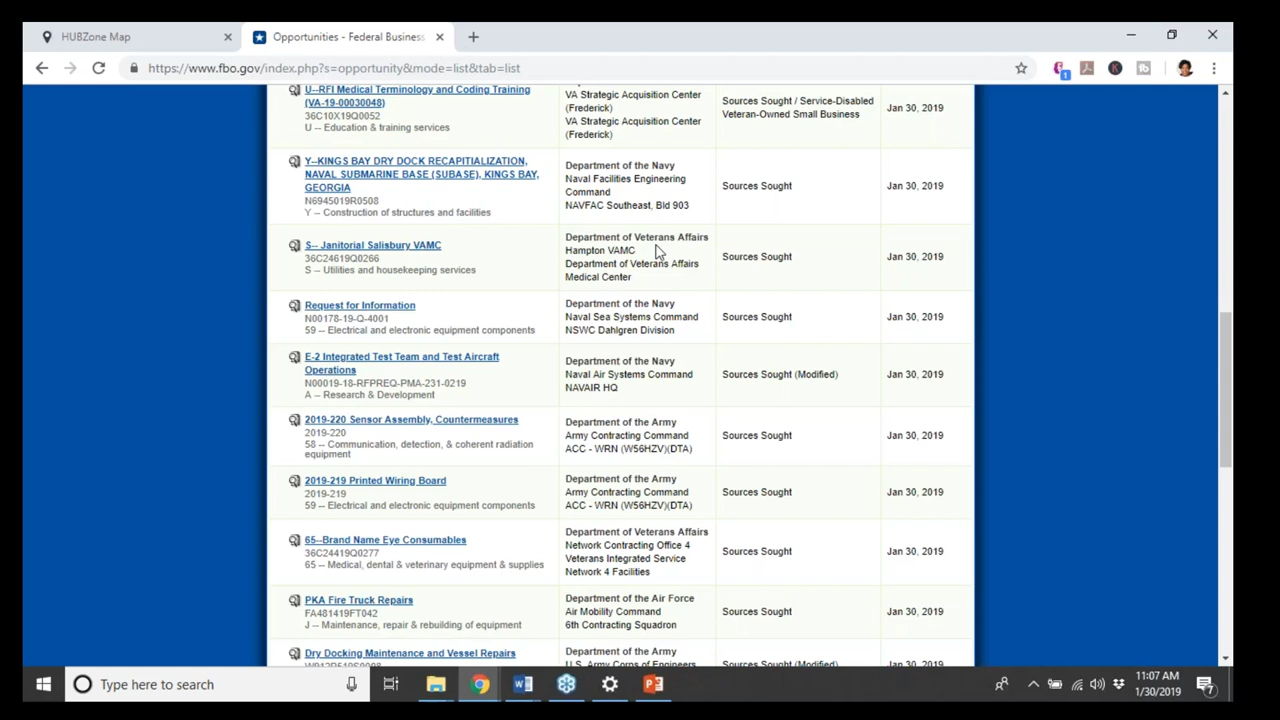 HUBZone Map
Opportunities - Federal Business
https://www.fbo.gov/index.php?s=opportunity&mode=list&tab=list
1
U--RFI Medical Terminology and Coding Training
(VA-19-00030048)
36C10X19Q0052
U -- Education & training services
VA Strategic Acquisition Center
(Frederick)
VA Strategic Acquisition Center
(Frederick)
Sources Sought / Service-Disabled
Veteran-Owned Small Business
Jan 30, 2019
Y--KINGS BAY DRY DOCK RECAPITIALIZATION,
NAVAL SUBMARINE BASE (SUBASE), KINGS BAY,
GEORGIA
N6945019R0508
Y -- Construction of structures and facilities
Department of the Navy
Naval Facilities Engineering
Command
NAVFAC Southeast, Bld 903
Sources Sought
Jan 30, 2019
S-- Janitorial Salisbury VAMC
36C24619Q0266
S -- Utilities and housekeeping services
Department of Veterans Affairs
Hampton VAMC
Department of Veterans Affairs
Medical Center
Sources Sought
Jan 30, 2019
Request for Information
N00178-19-Q-4001
59 -- Electrical and electronic equipment components
Department of the Navy
Naval Sea Systems Command
NSWC Dahlgren Division
Sources Sought
Jan 30, 2019
E-2 Integrated Test Team and Test Aircraft
Operations
N00019-18-RFPREQ-PMA-231-0219
A -- Research & Development
Department of the Navy
Naval Air Systems Command
NAVAIR HQ
Sources Sought (Modified)
Jan 30, 2019
2019-220 Sensor Assembly, Countermeasures
2019-220
58 -- Communication, detection, & coherent radiation
equipment
Department of the Army
Army Contracting Command
ACC - WRN (W56HZV)(DTA)
Sources Sought
Jan 30, 2019
2019-219 Printed Wiring Board
2019-219
59 -- Electrical and electronic equipment components
Department of the Army
Army Contracting Command
ACC - WRN (W56HZV)(DTA)
Sources Sought
Jan 30, 2019
65--Brand Name Eye Consumables
36C24419Q0277
65 -- Medical, dental & veterinary equipment & supplies
Department of Veterans Affairs
Network Contracting Office 4
Veterans Integrated Service
Network 4 Facilities
Sources Sought
Jan 30, 2019
PKA Fire Truck Repairs
FA481419FT042
J -- Maintenance, repair & rebuilding of equipment
Department of the Air Force
Air Mobility Command
6th Contracting Squadron
Sources Sought
Jan 30, 2019
Dry Docking Maintenance and Vessel Repairs
Department of the Army
U.S. Army Corps of Engineers
Sources Sought (Modified)
Jan 30, 2019
Type here to search
11:07 AM
1/30/2019
7